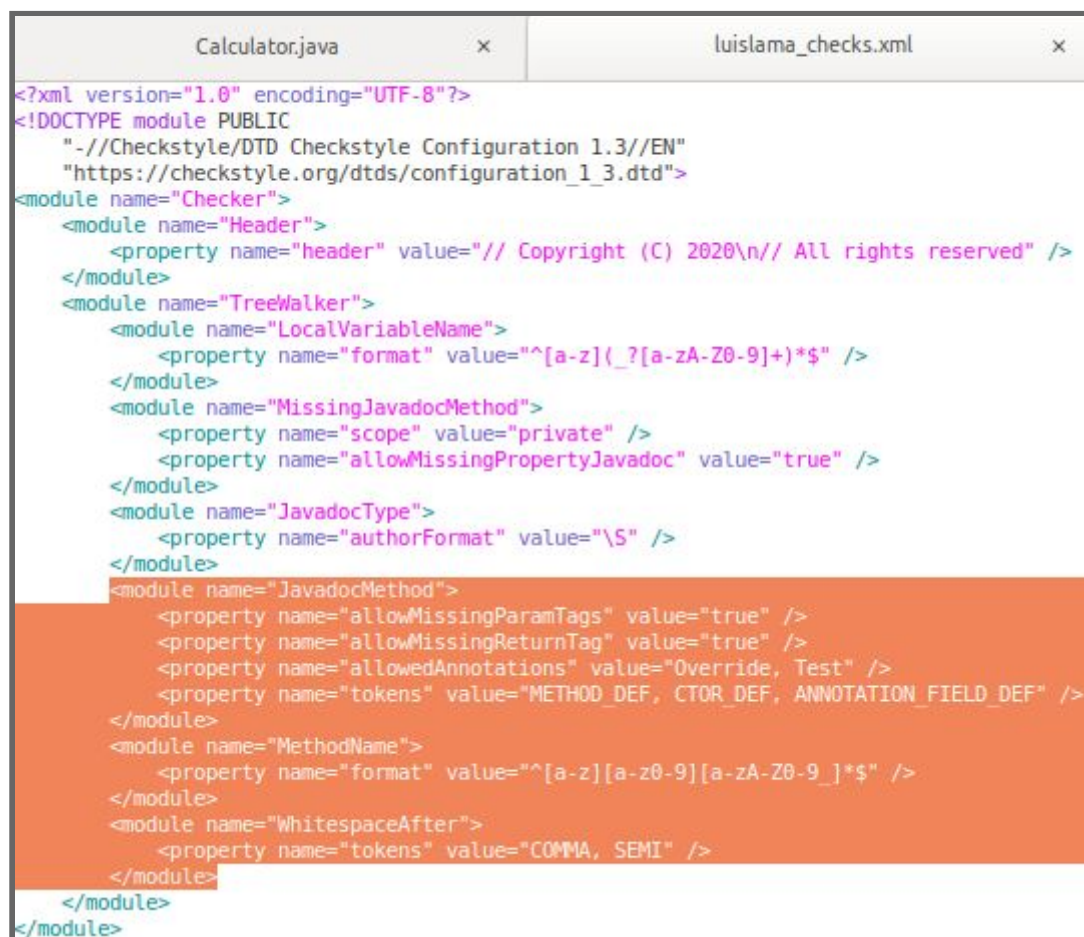 Calculator.java × luislama_checks.xml ×
<?xml version="1.0" encoding="UTF-8"?>
<!DOCTYPE module PUBLIC
    "-//Checkstyle/DTD Checkstyle Configuration 1.3//EN"
    "https://checkstyle.org/dtds/configuration_1_3.dtd">
<module name="Checker">
    <module name="Header">
        <property name="header" value="// Copyright (C) 2020\n// All rights reserved" />
    </module>
    <module name="TreeWalker">
        <module name="LocalVariableName">
            <property name="format" value="^[a-z](_?[a-zA-Z0-9]+)*$" />
        </module>
        <module name="MissingJavadocMethod">
            <property name="scope" value="private" />
            <property name="allowMissingPropertyJavadoc" value="true" />
        </module>
        <module name="JavadocType">
            <property name="authorFormat" value="\S" />
        </module>
        <module name="JavadocMethod">
            <property name="allowMissingParamTags" value="true" />
            <property name="allowMissingReturnTag" value="true" />
            <property name="allowedAnnotations" value="Override, Test" />
            <property name="tokens" value="METHOD_DEF, CTOR_DEF, ANNOTATION_FIELD_DEF" />
        </module>
        <module name="MethodName">
            <property name="format" value="^[a-z][a-z0-9][a-zA-Z0-9_]*$" />
        </module>
        <module name="WhitespaceAfter">
            <property name="tokens" value="COMMA, SEMI" />
        </module>
    </module>
</module>